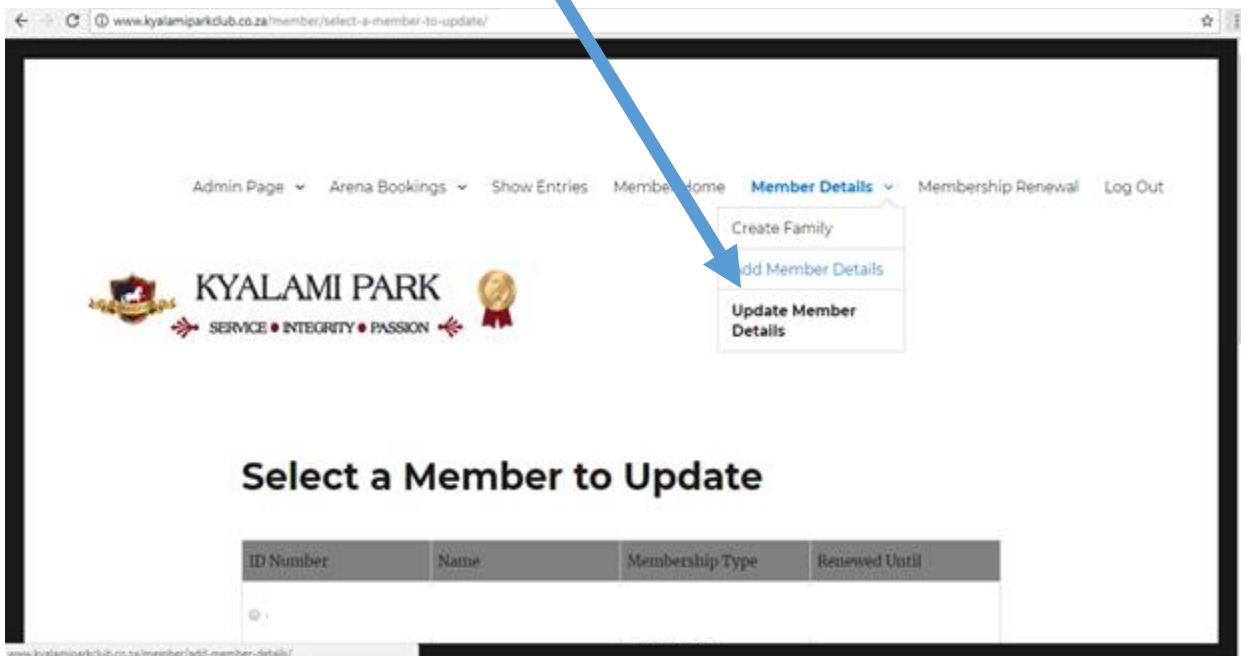 www.kyalamiparkclub.co.za/member/select-a-member-to-update/
Admin Page Arena Bookings Show Entries Member Home Member Details Membership Renewal Log Out
Create Family
Add Member Details
Update Member
Details
KYALAMI PARK
SERVICE • INTEGRITY • PASSION
Select a Member to Update
ID Number Name Membership Type Renewed Until
www.kyalamiparkclub.co.za/member/add-member-details/